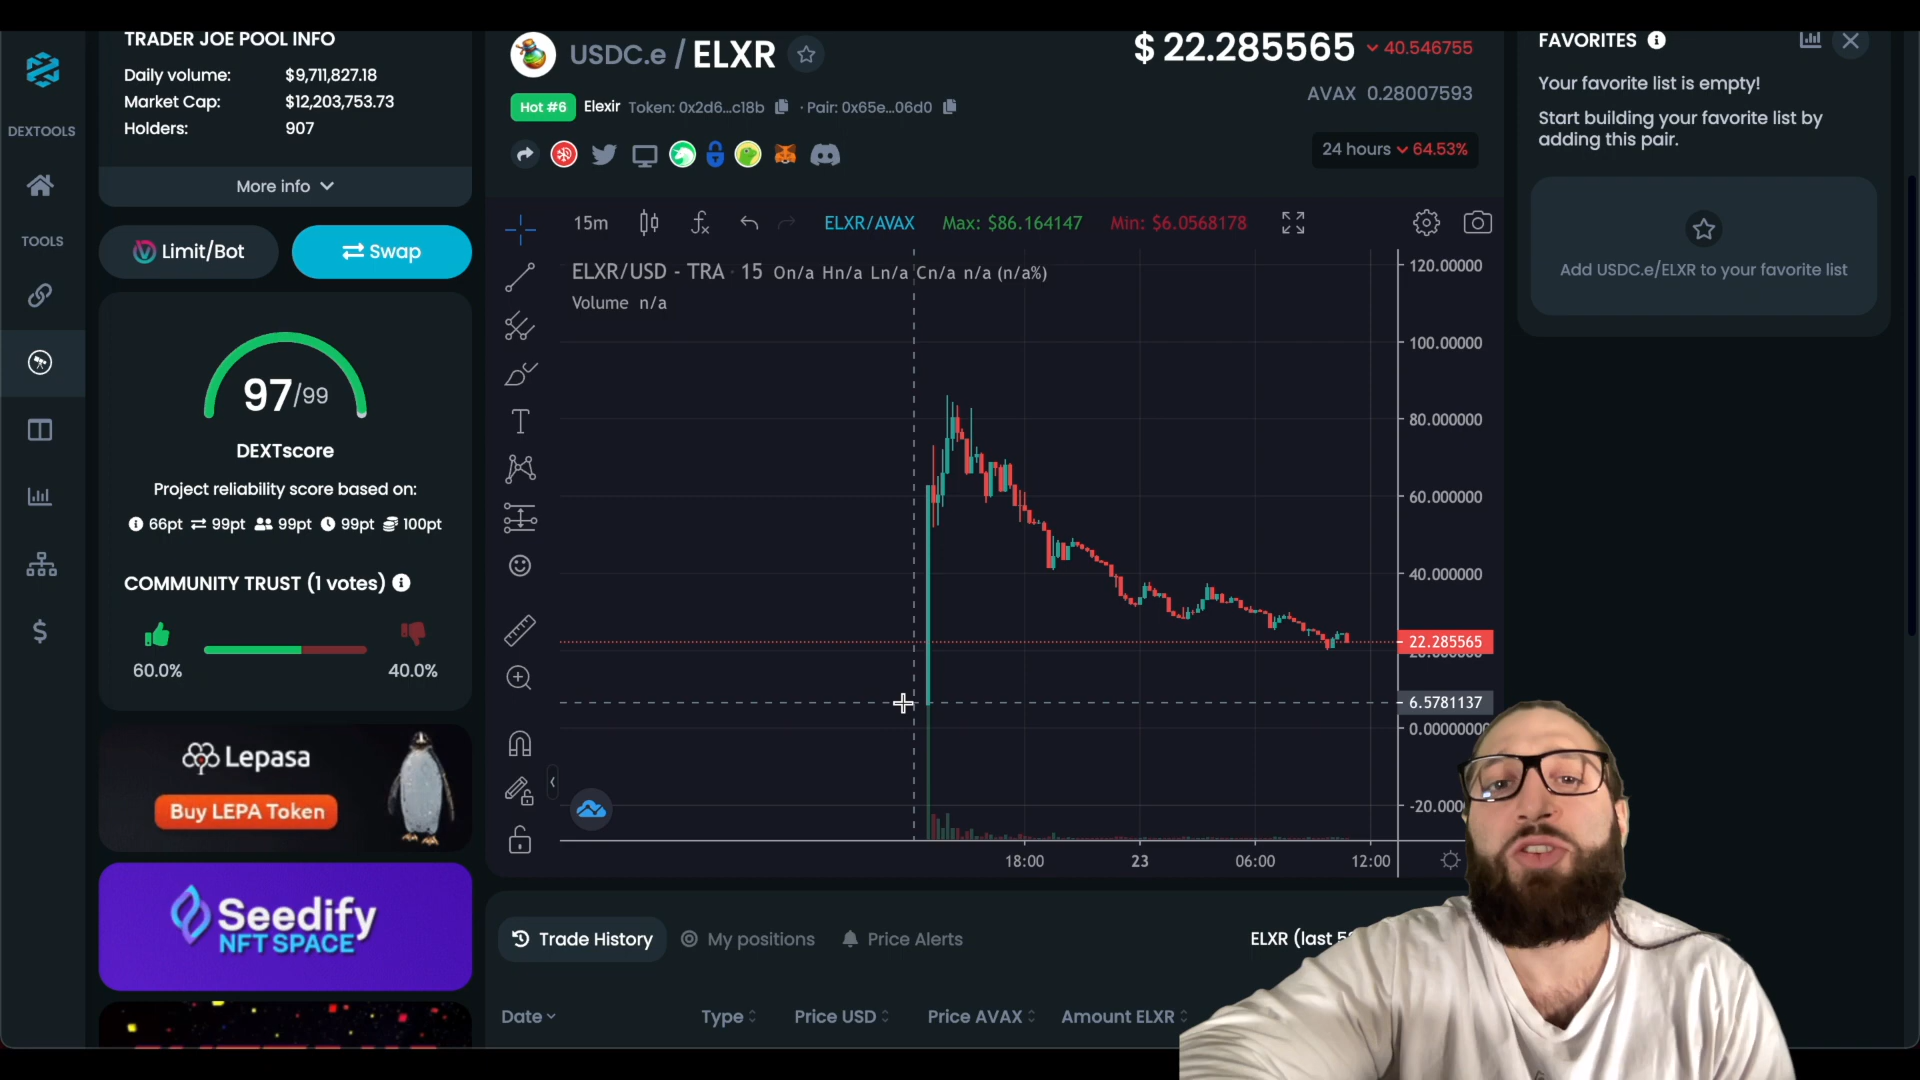 DEXTOOLS
TOOLS
TRADER JOE POOL INFO
Daily volume: $9,711,827.18
Market Cap: $12,203,753.73
Holders: 907
More info
Limit/Bot
Swap
97/99
DEXTscore
Project reliability score based on:
66pt 99pt 99pt 99pt 100pt
COMMUNITY TRUST (1 votes)
60.0% 40.0%
Lepasa
Buy LEPA Token
Seedify
NFT SPACE
USDC.e / ELXR
Hot #6 Elexir Token: 0x2d6...c18b · Pair: 0x65e...06d0
$ 22.285565 40.546755
AVAX 0.28007593
24 hours 64.53%
15m ELXR/AVAX Max: $86.164147 Min: $6.0568178
ELXR/USD - TRA · 15 On/a Hn/a Ln/a Cn/a n/a (n/a%)
Volume n/a
120.00000
100.00000
80.000000
60.000000
40.000000
22.285565
6.5781137
0.0000000
-20.000
18:00 23 06:00 12:00
Trade History My positions Price Alerts ELXR (last
Date Type Price USD Price AVAX Amount ELXR
FAVORITES
Your favorite list is empty!
Start building your favorite list by
adding this pair.
Add USDC.e/ELXR to your favorite list